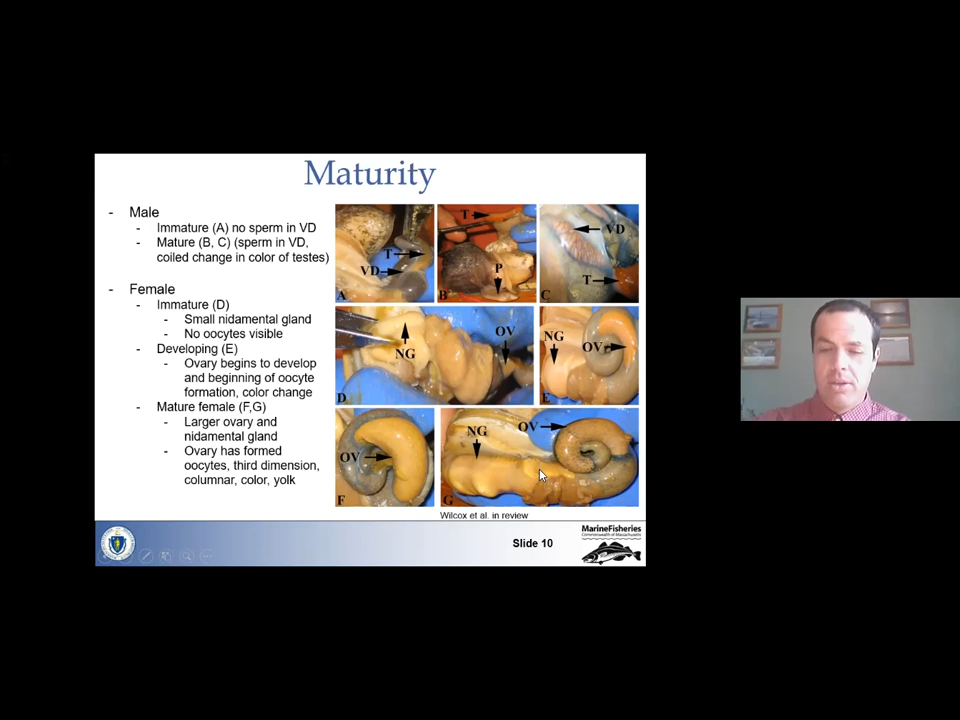 Maturity
- Male
- Immature (A) no sperm in VD
- Mature (B, C) (sperm in VD,
coiled change in color of testes)
- Female
- Immature (D)
- Small nidamental gland
- No oocytes visible
- Developing (E)
- Ovary begins to develop
and beginning of oocyte
formation, color change
- Mature female (F,G)
- Larger ovary and
nidamental gland
- Ovary has formed
oocytes, third dimension,
columnar, color, yolk
T
VD
A
T
P
B
VD
T
C
NG
OV
D
NG
OV
E
OV
F
NG
OV
G
Wilcox et al. in review
Slide 10
MarineFisheries
Commonwealth of Massachusetts